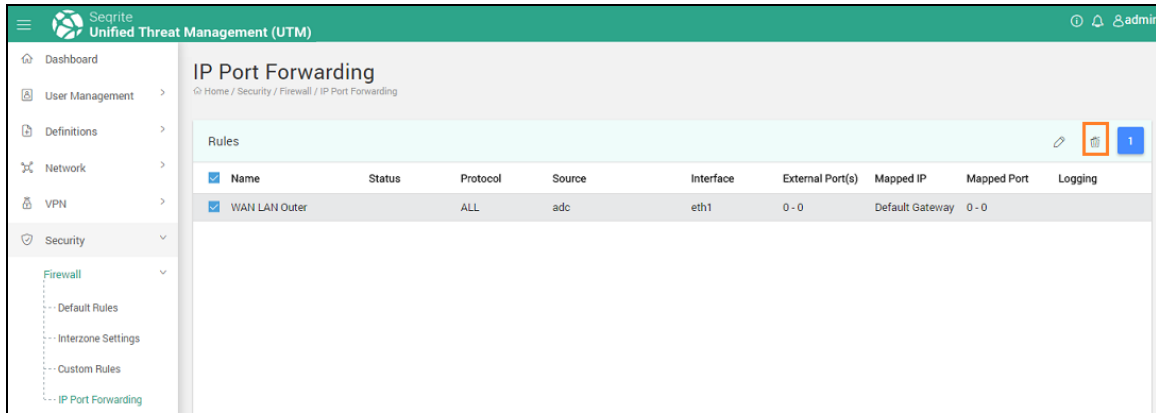 Seqrite
Unified Threat Management (UTM)
admin
Dashboard
User Management
Definitions
Network
VPN
Security
Firewall
Default Rules
Interzone Settings
Custom Rules
IP Port Forwarding
IP Port Forwarding
Home / Security / Firewall / IP Port Forwarding
Rules
1
Name Status Protocol Source Interface External Port(s) Mapped IP Mapped Port Logging
WAN LAN Outer ALL adc eth1 0 - 0 Default Gateway 0 - 0